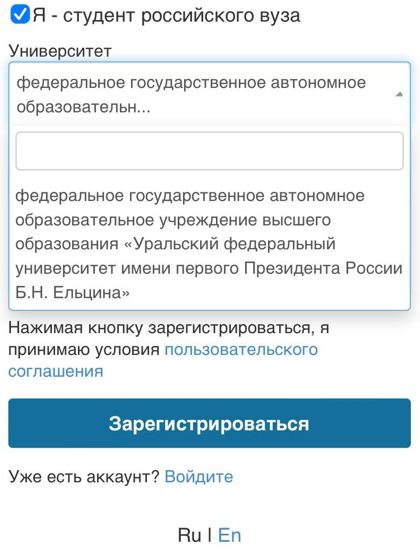 Я - студент российского вуза
Университет
федеральное государственное автономное
образовательн...
федеральное государственное автономное
образовательное учреждение высшего
образования «Уральский федеральный
университет имени первого Президента России
Б.Н. Ельцина»
Нажимая кнопку зарегистрироваться, я
принимаю условия пользовательского
соглашения
Зарегистрироваться
Уже есть аккаунт? Войдите
Ru | En